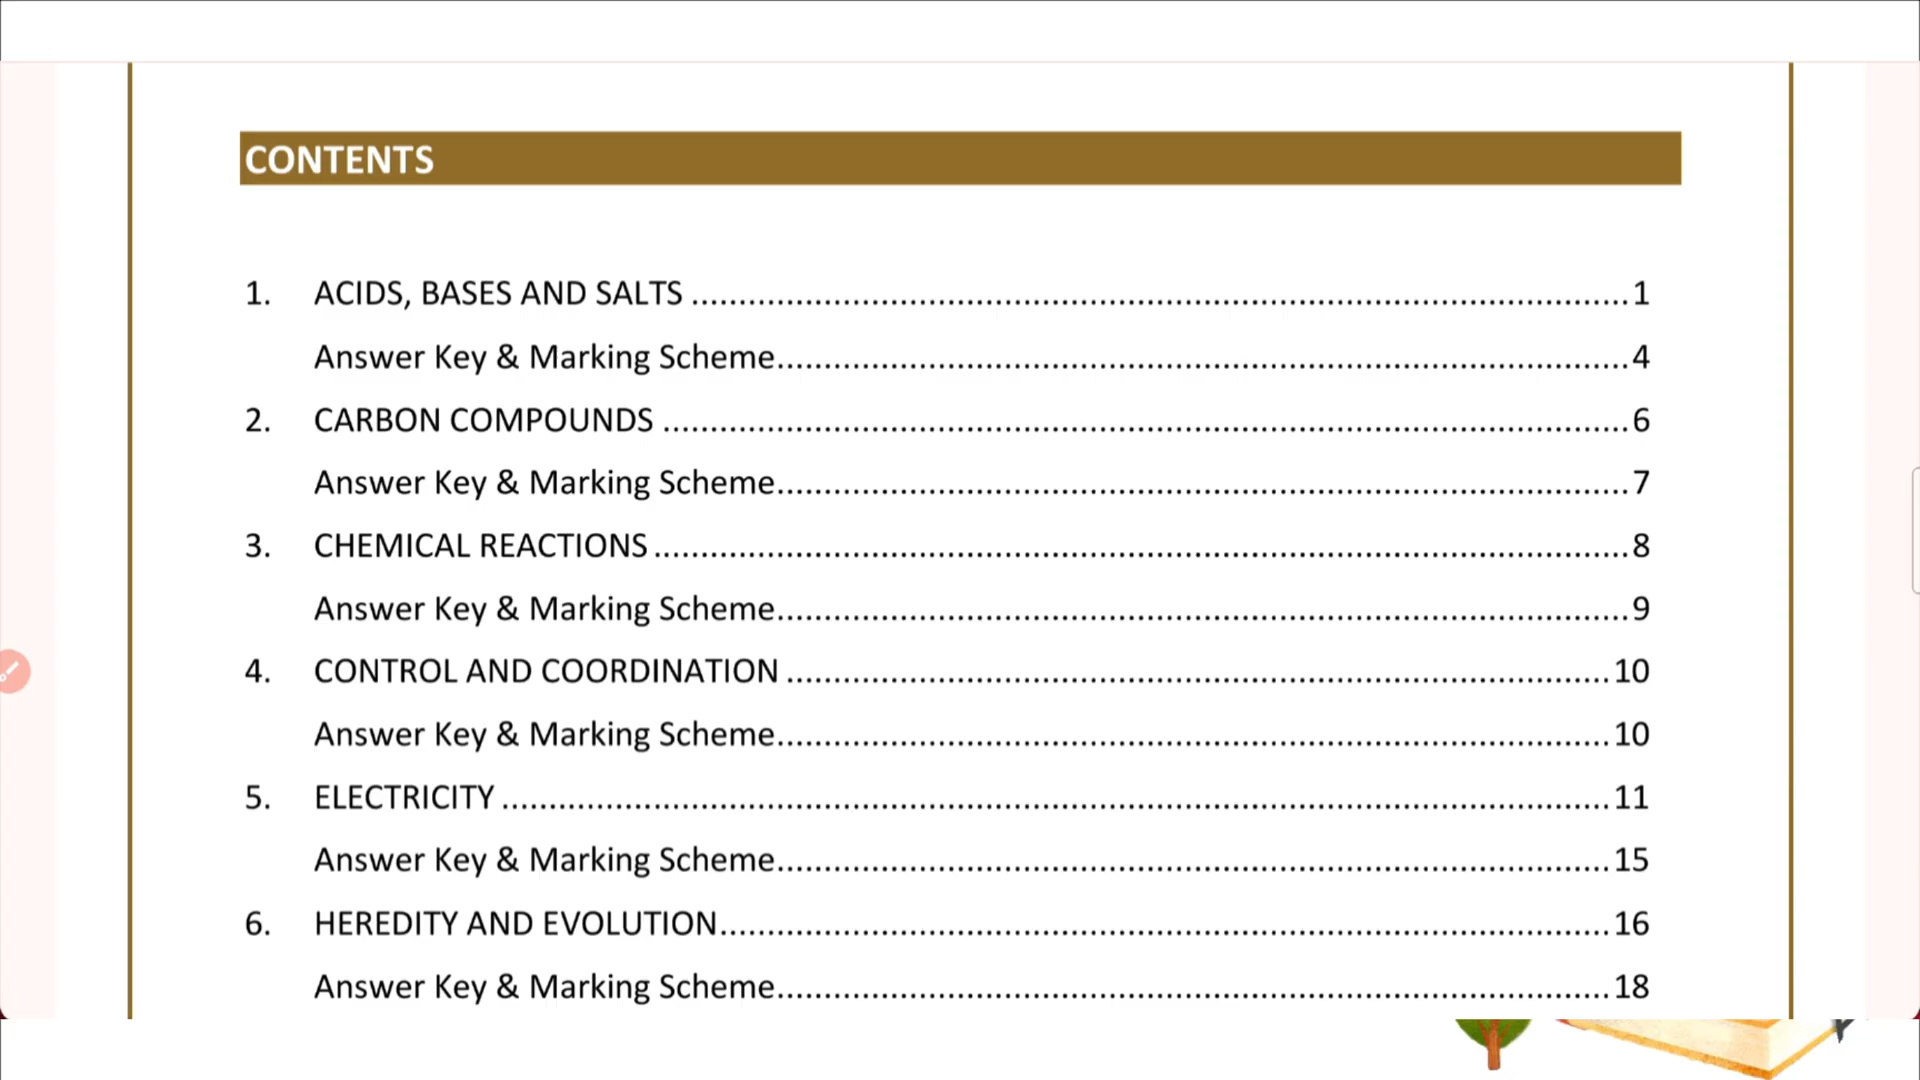 CONTENTS
1. ACIDS, BASES AND SALTS ........................................................................................................ 1
Answer Key & Marking Scheme.............................................................................................. 4
2. CARBON COMPOUNDS ........................................................................................................ 6
Answer Key & Marking Scheme.............................................................................................. 7
3. CHEMICAL REACTIONS ........................................................................................................ 8
Answer Key & Marking Scheme.............................................................................................. 9
4. CONTROL AND COORDINATION ........................................................................................ 10
Answer Key & Marking Scheme............................................................................................ 10
5. ELECTRICITY ........................................................................................................................ 11
Answer Key & Marking Scheme............................................................................................ 15
6. HEREDITY AND EVOLUTION................................................................................................ 16
Answer Key & Marking Scheme............................................................................................ 18